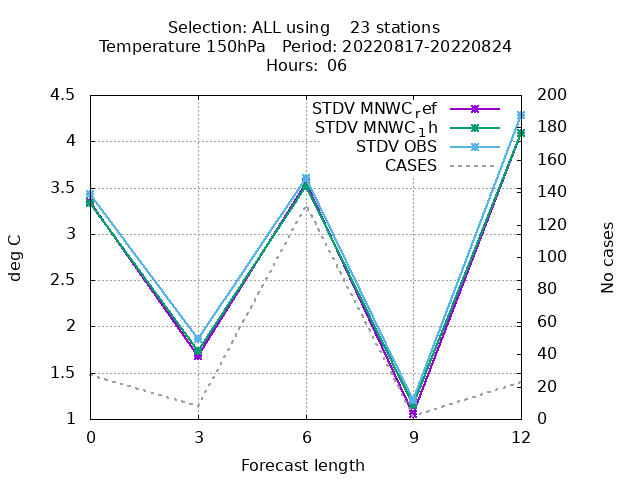 Selection: ALL using    23 stations
Temperature 150hPa   Period: 20220817-20220824
Hours:  06
4.5
4
3.5
3
2.5
2
1.5
1
200
180
160
140
120
100
80
60
40
20
0
0 3 6 9 12
deg C
No cases
Forecast length
STDV MNWCref
STDV MNWC1h
STDV OBS
CASES